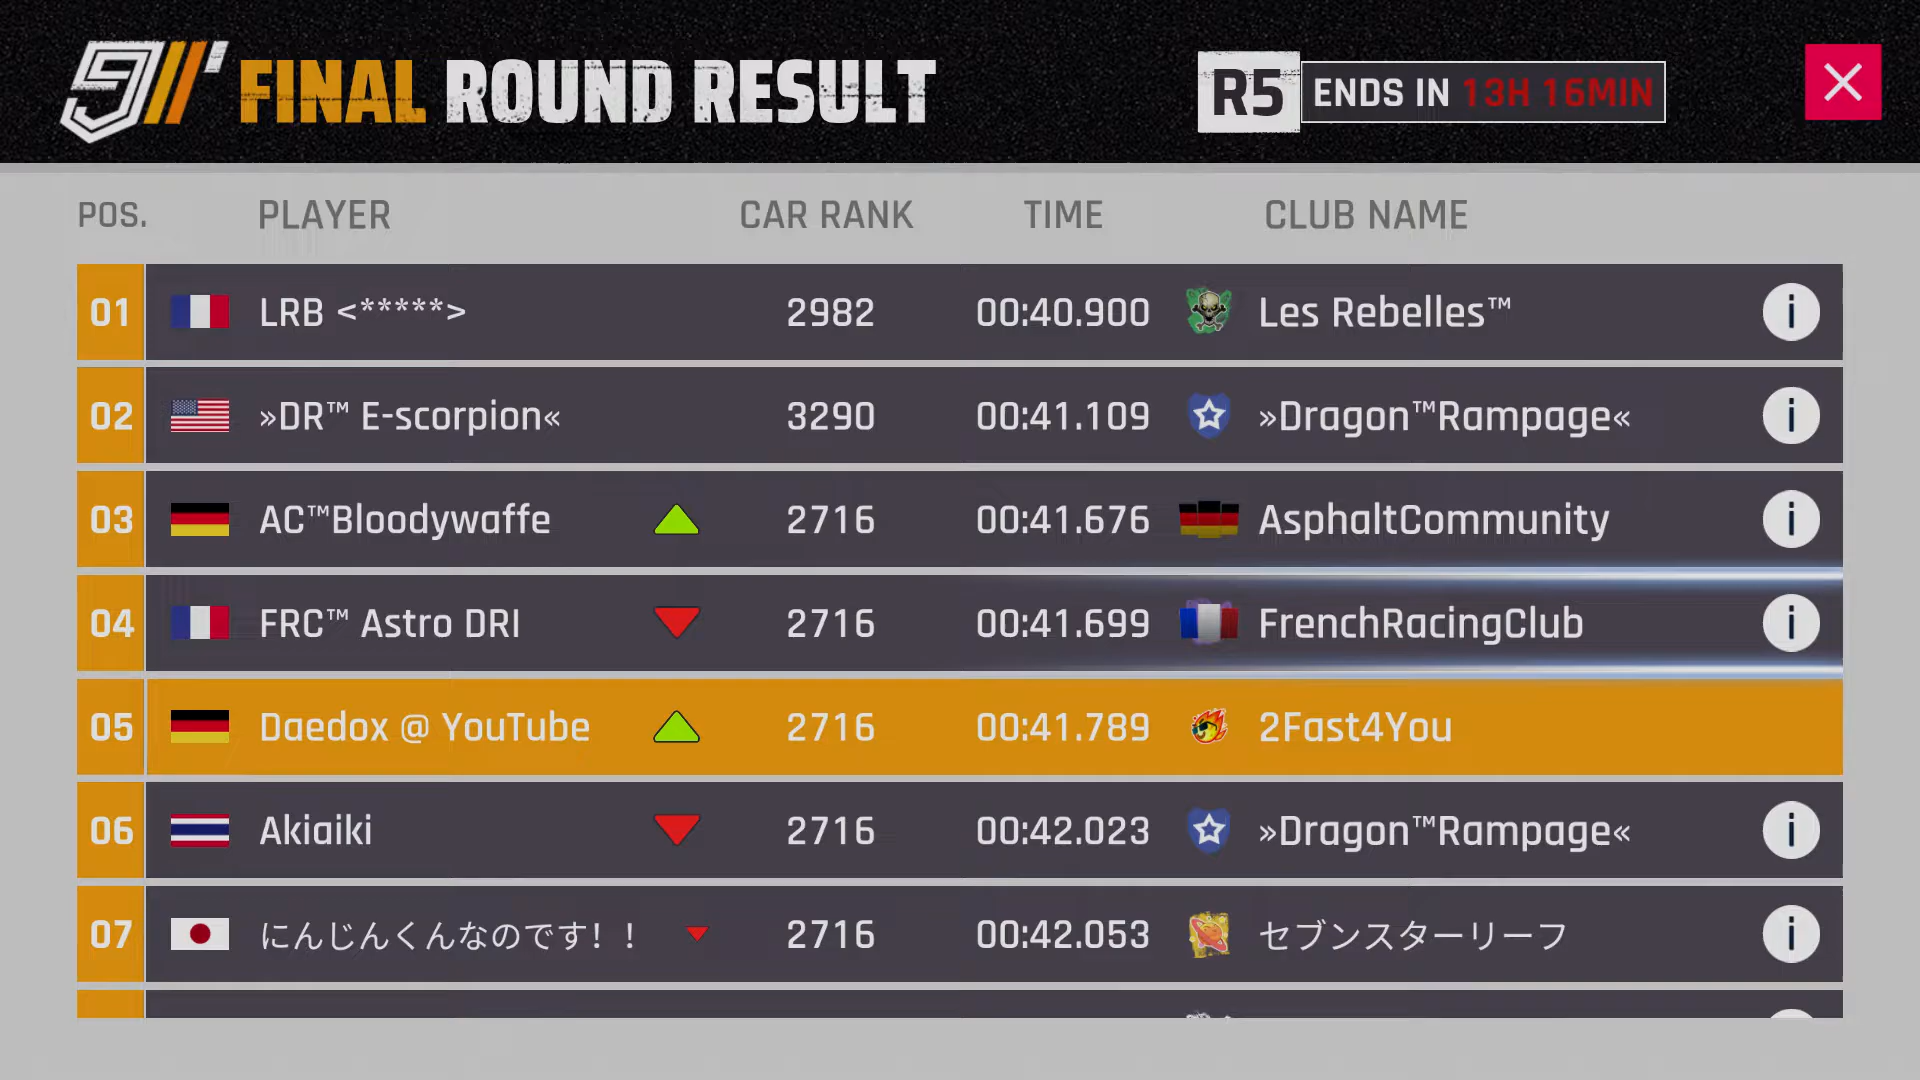 9 FINAL ROUND RESULT R5 ENDS IN 13H 16MIN
POS. PLAYER CAR RANK TIME CLUB NAME
01 LRB <*****> 2982 00:40.900 Les Rebelles™ i
02 »DR™ E-scorpion« 3290 00:41.109 »Dragon™Rampage« i
03 AC™Bloodywaffe 2716 00:41.676 AsphaltCommunity i
04 FRC™ Astro DRI 2716 00:41.699 FrenchRacingClub i
05 Daedox @ YouTube 2716 00:41.789 2Fast4You
06 Akiaiki 2716 00:42.023 »Dragon™Rampage« i
07 にんじんくんなのです！！ 2716 00:42.053 セブンスターリーフ i